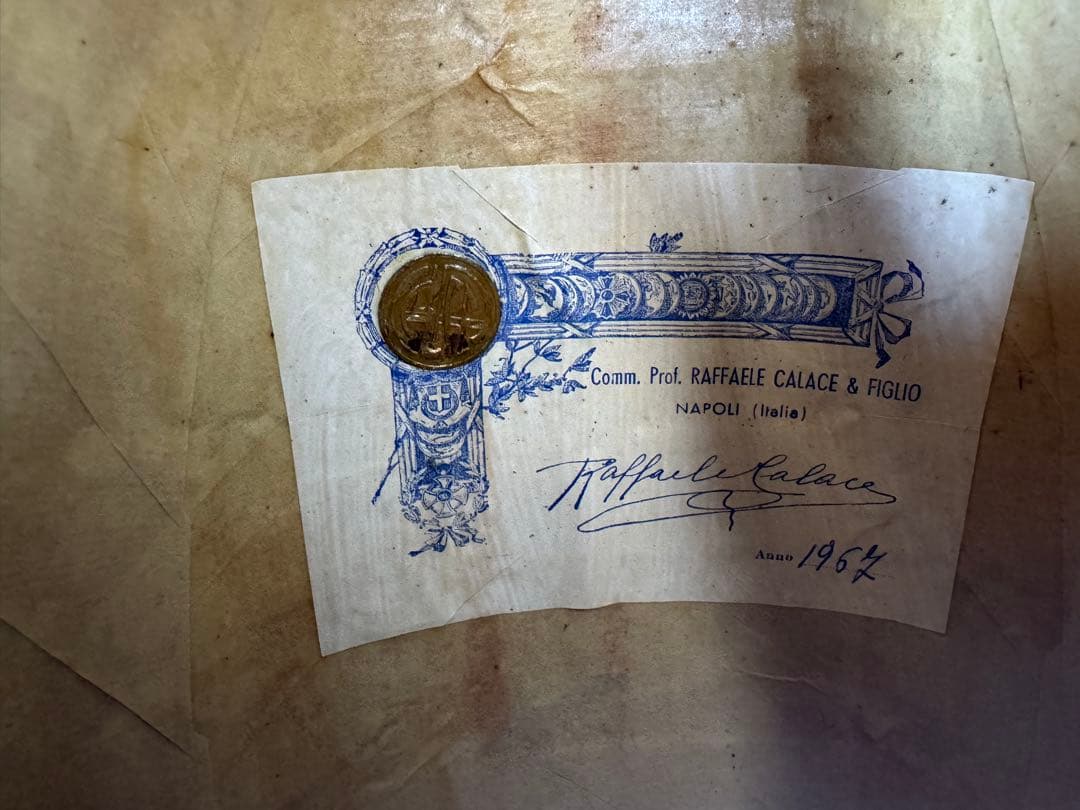 Comm. Prof. RAFFAELE CALACE & FIGLIO
NAPOLI (Italia)
Raffaele Calace
Anno 1967